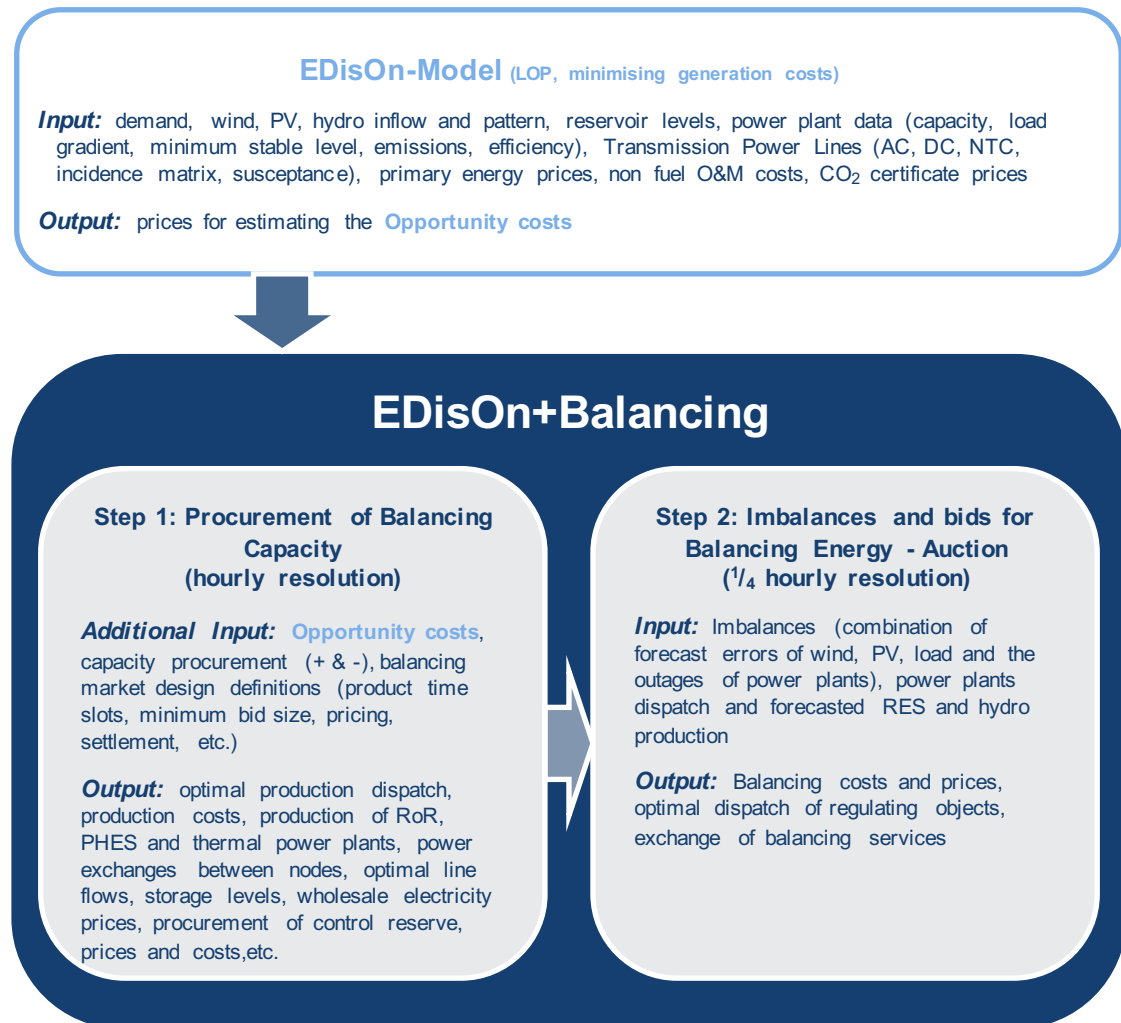 EDisOn-Model (LOP, minimising generation costs)
Input: demand, wind, PV, hydro inflow and pattern, reservoir levels, power plant data (capacity, load
gradient, minimum stable level, emissions, efficiency), Transmission Power Lines (AC, DC, NTC,
incidence matrix, susceptance), primary energy prices, non fuel O&M costs, CO₂ certificate prices
Output: prices for estimating the Opportunity costs
EDisOn+Balancing
Step 1: Procurement of Balancing
Capacity
(hourly resolution)
Additional Input: Opportunity costs,
capacity procurement (+ & -), balancing
market design definitions (product time
slots, minimum bid size, pricing,
settlement, etc.)
Output: optimal production dispatch,
production costs, production of RoR,
PHES and thermal power plants, power
exchanges between nodes, optimal line
flows, storage levels, wholesale electricity
prices, procurement of control reserve,
prices and costs,etc.
Step 2: Imbalances and bids for
Balancing Energy - Auction
(¹/₄ hourly resolution)
Input: Imbalances (combination of
forecast errors of wind, PV, load and the
outages of power plants), power plants
dispatch and forecasted RES and hydro
production
Output: Balancing costs and prices,
optimal dispatch of regulating objects,
exchange of balancing services